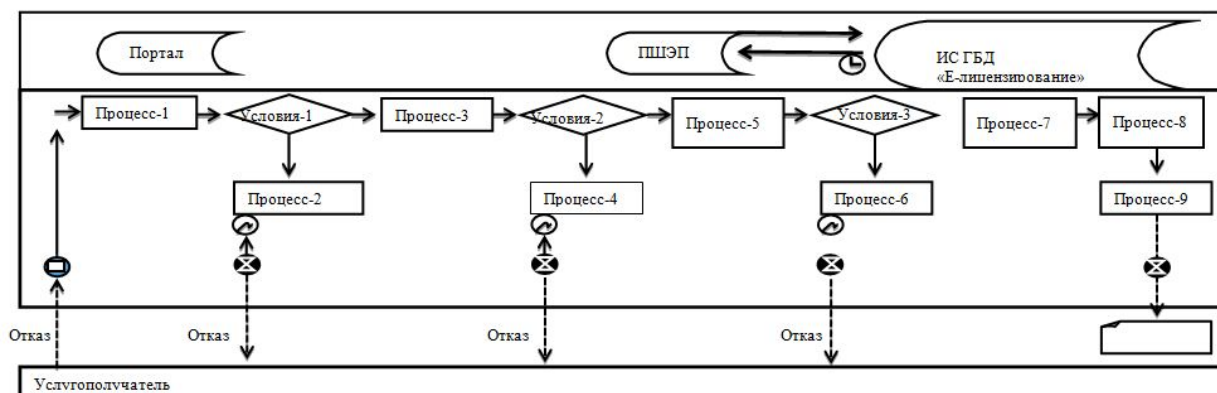 Портал
ПШЭП
ИС ГБД
«Е-лицензирование»
Процесс-1
Условия-1
Процесс-3
Условия-2
Процесс-5
Условия-3
Процесс-7
Процесс-8
Процесс-2
Процесс-4
Процесс-6
Процесс-9
Отказ
Отказ
Отказ
Отказ
Услугополучатель